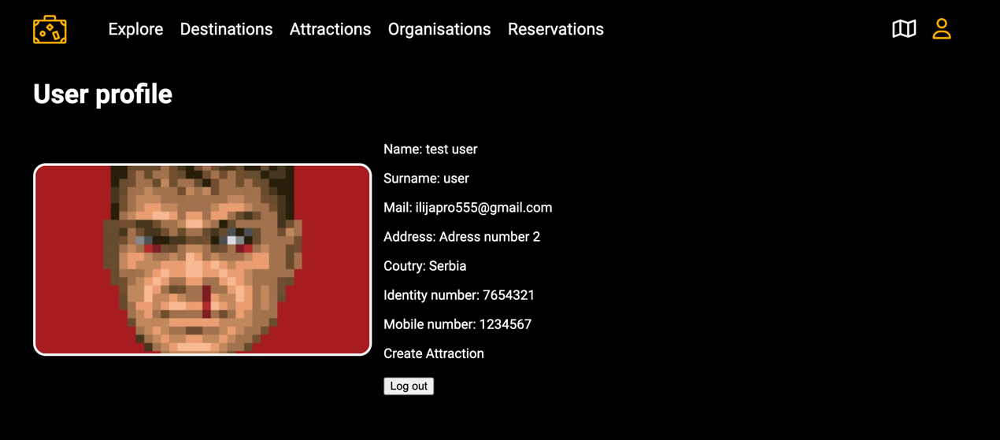 Explore Destinations Attractions Organisations Reservations
User profile
Name: test user
Surname: user
Mail: ilijapro555@gmail.com
Address: Adress number 2
Coutry: Serbia
Identity number: 7654321
Mobile number: 1234567
Create Attraction
Log out